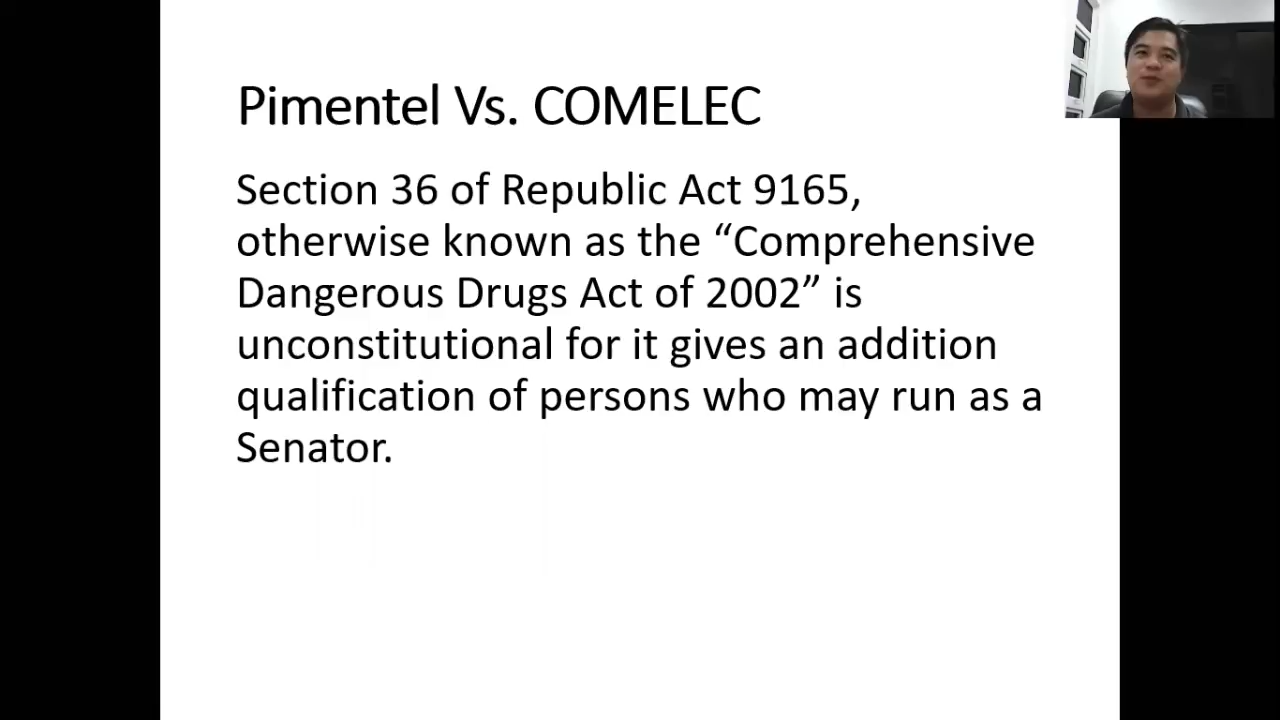 Pimentel Vs. COMELEC
Section 36 of Republic Act 9165,
otherwise known as the “Comprehensive
Dangerous Drugs Act of 2002” is
unconstitutional for it gives an addition
qualification of persons who may run as a
Senator.